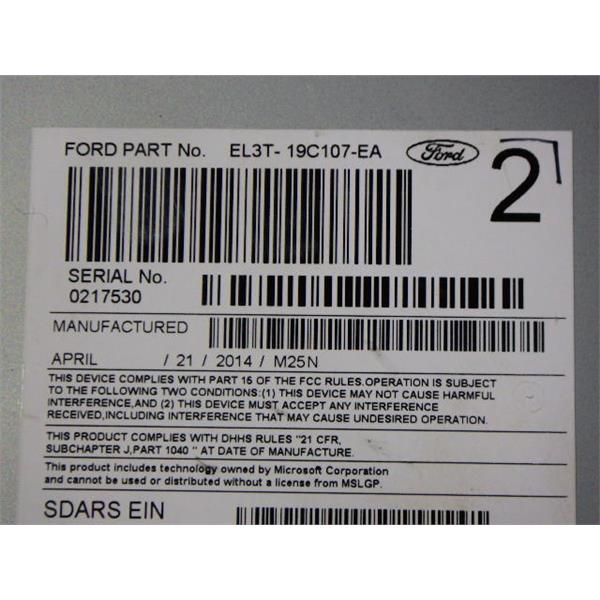 FORD PART No. EL3T- 19C107-EA Ford 2
SERIAL No.
0217530
MANUFACTURED
APRIL / 21 / 2014 / M25N
THIS DEVICE COMPLIES WITH PART 15 OF THE FCC RULES.OPERATION IS SUBJECT
TO THE FOLLOWING TWO CONDITIONS:(1) THIS DEVICE MAY NOT CAUSE HARMFUL
INTERFERENCE,AND (2) THIS DEVICE MUST ACCEPT ANY INTERFERENCE
RECEIVED,INCLUDING INTERFERENCE THAT MAY CAUSE UNDESIRED OPERATION.
THIS PRODUCT COMPLIES WITH DHHS RULES "21 CFR,
SUBCHAPTER J,PART 1040 " AT DATE OF MANUFACTURE.
This product includes technology owned by Microsoft Corporation
and cannot be used or distributed without a license from MSLGP.
SDARS EIN